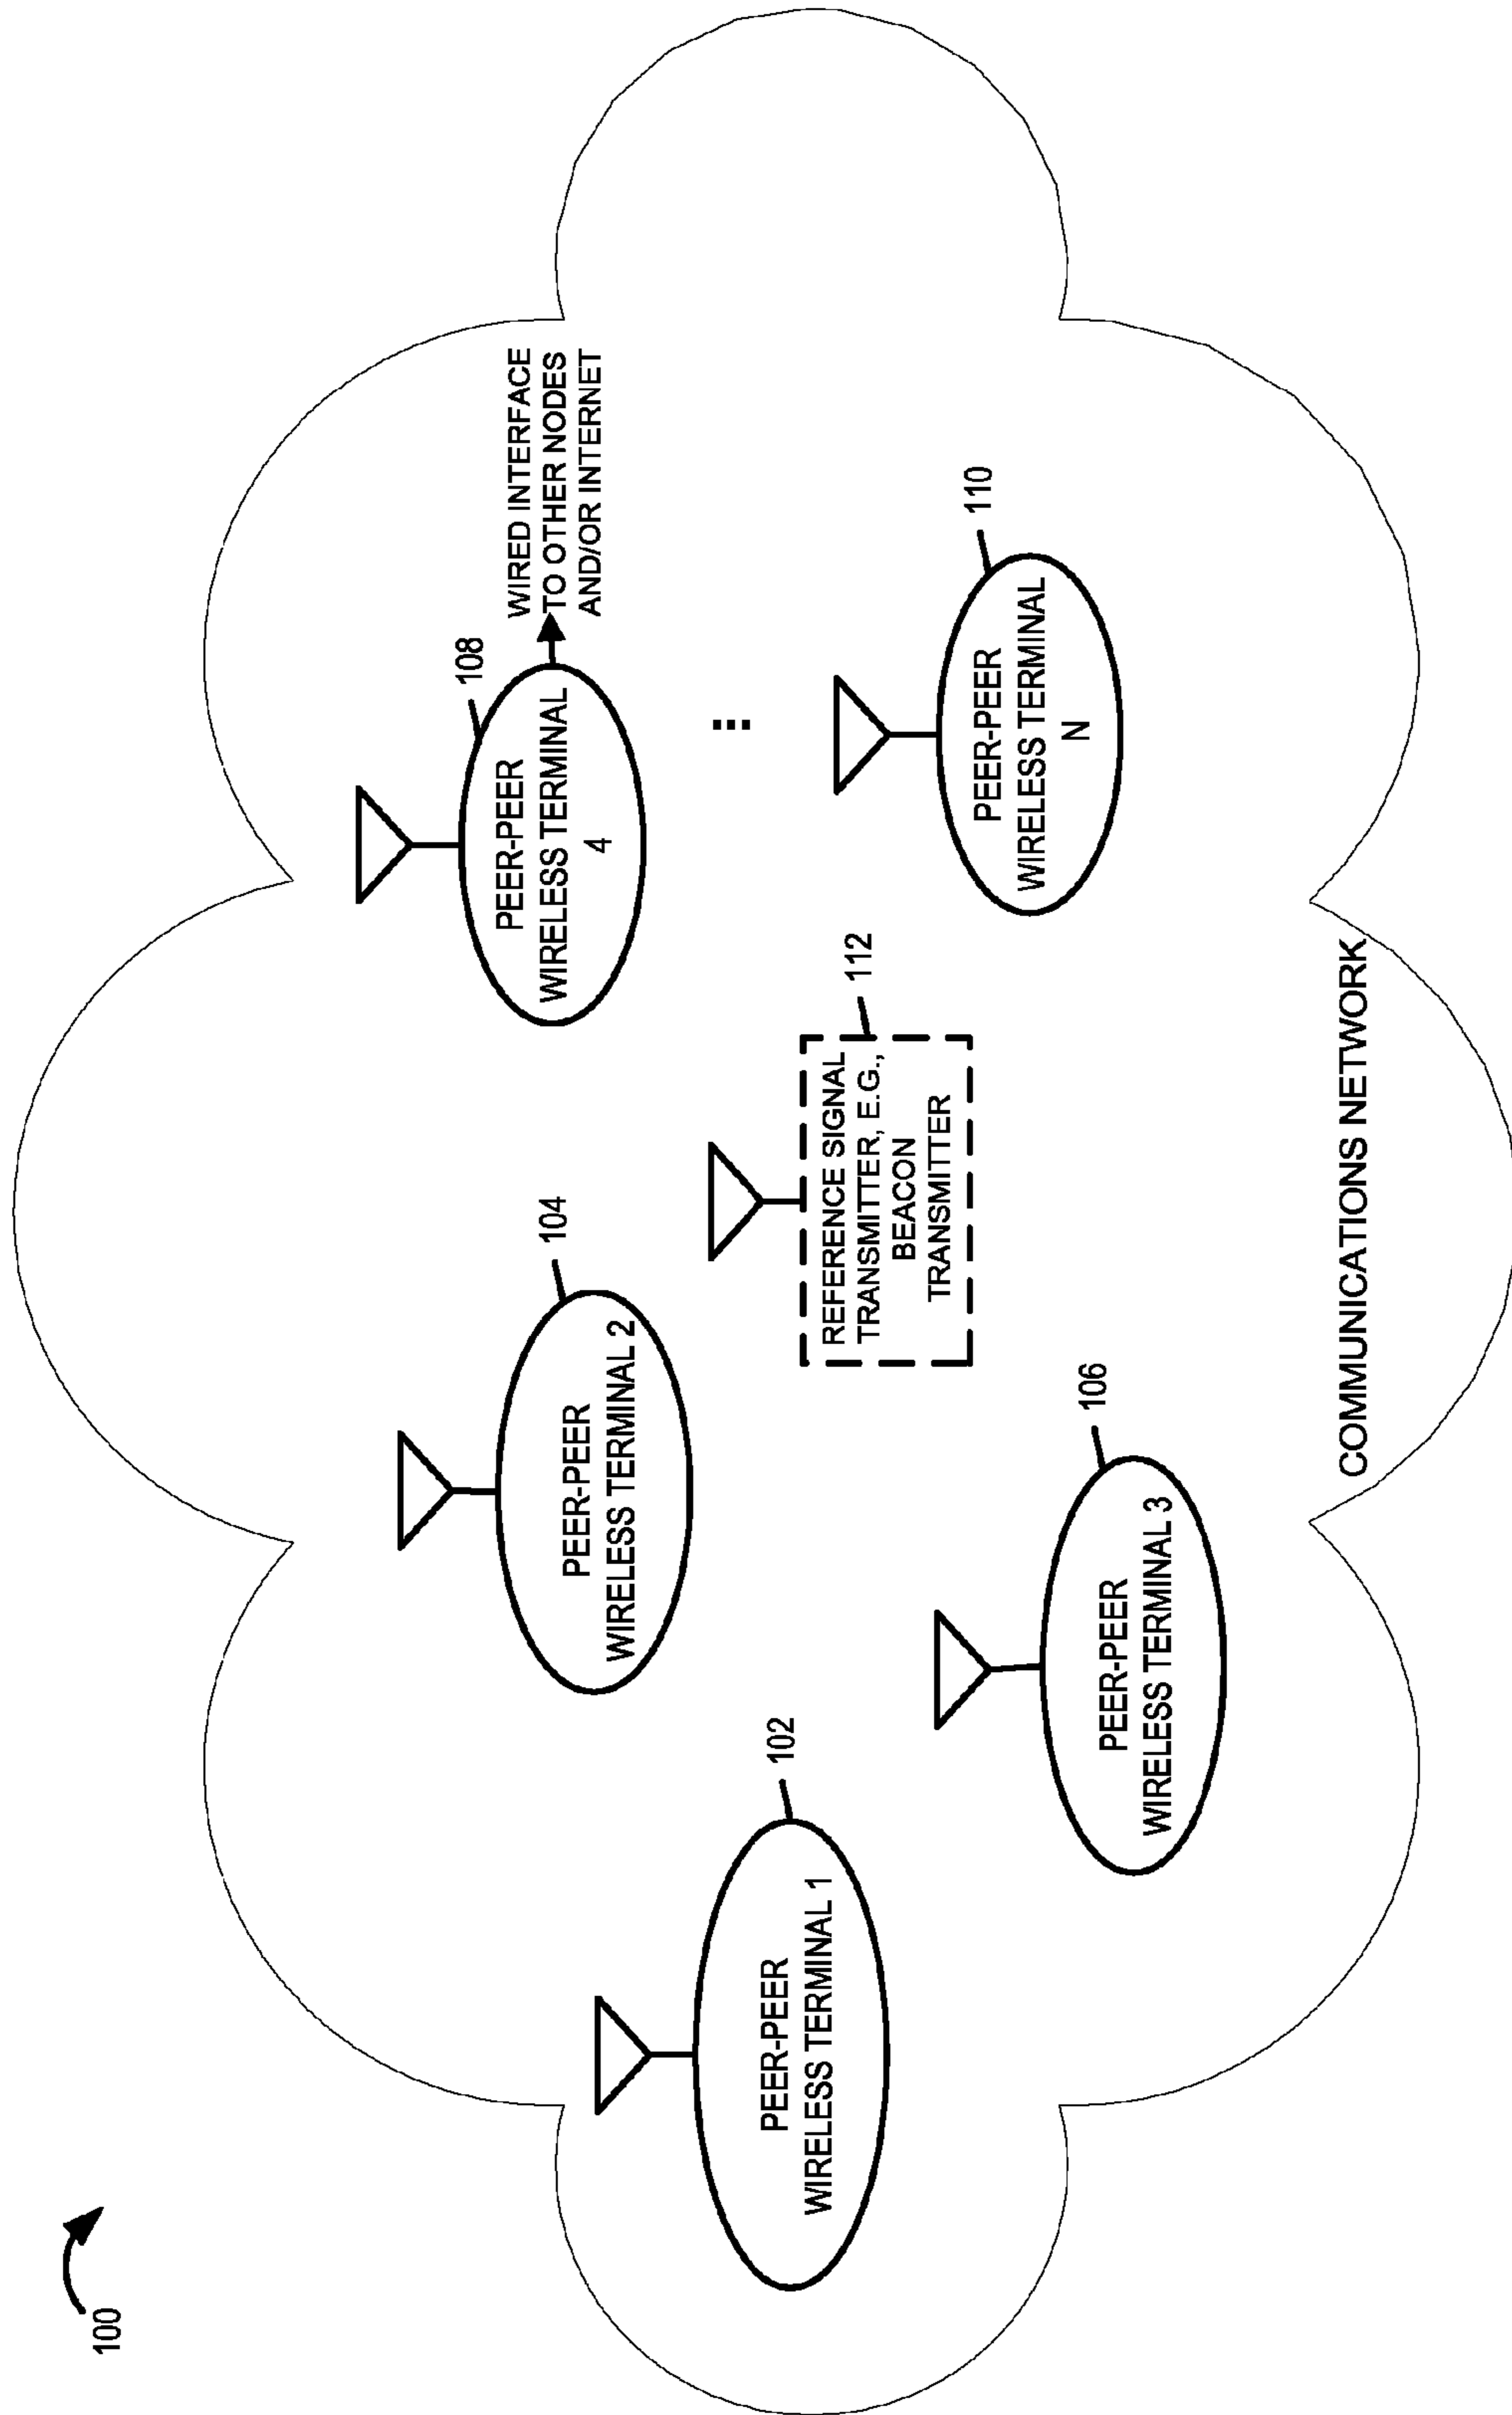 100
PEER-PEER
WIRELESS TERMINAL 1
102
PEER-PEER
WIRELESS TERMINAL 2
104
PEER-PEER
WIRELESS TERMINAL 3
106
REFERENCE SIGNAL
TRANSMITTER, E.G.,
BEACON
TRANSMITTER
112
PEER-PEER
WIRELESS TERMINAL
4
108
WIRED INTERFACE
TO OTHER NODES
AND/OR INTERNET
...
PEER-PEER
WIRELESS TERMINAL
N
110
COMMUNICATIONS NETWORK